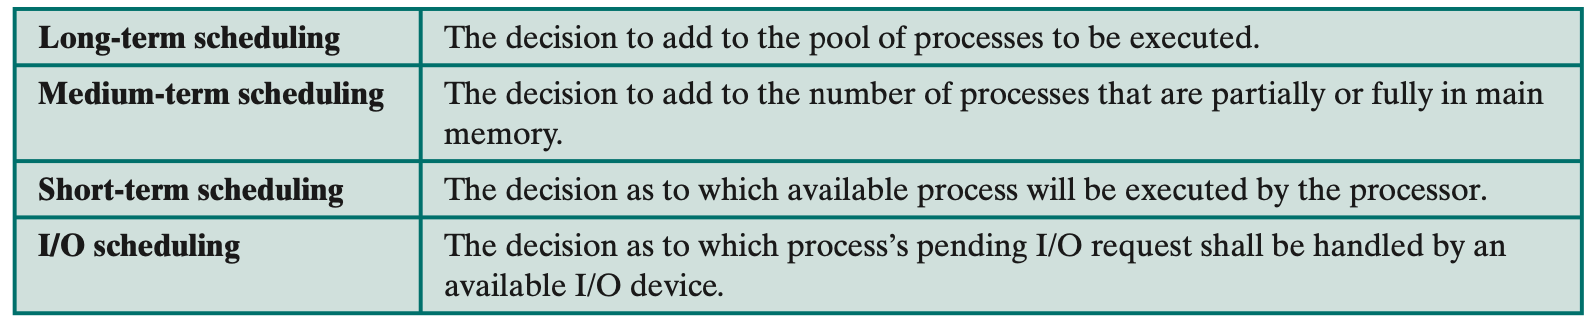 Long-term scheduling
The decision to add to the pool of processes to be executed.
Medium-term scheduling
The decision to add to the number of processes that are partially or fully in main
memory.
Short-term scheduling
The decision as to which available process will be executed by the processor.
I/O scheduling
The decision as to which process’s pending I/O request shall be handled by an
available I/O device.